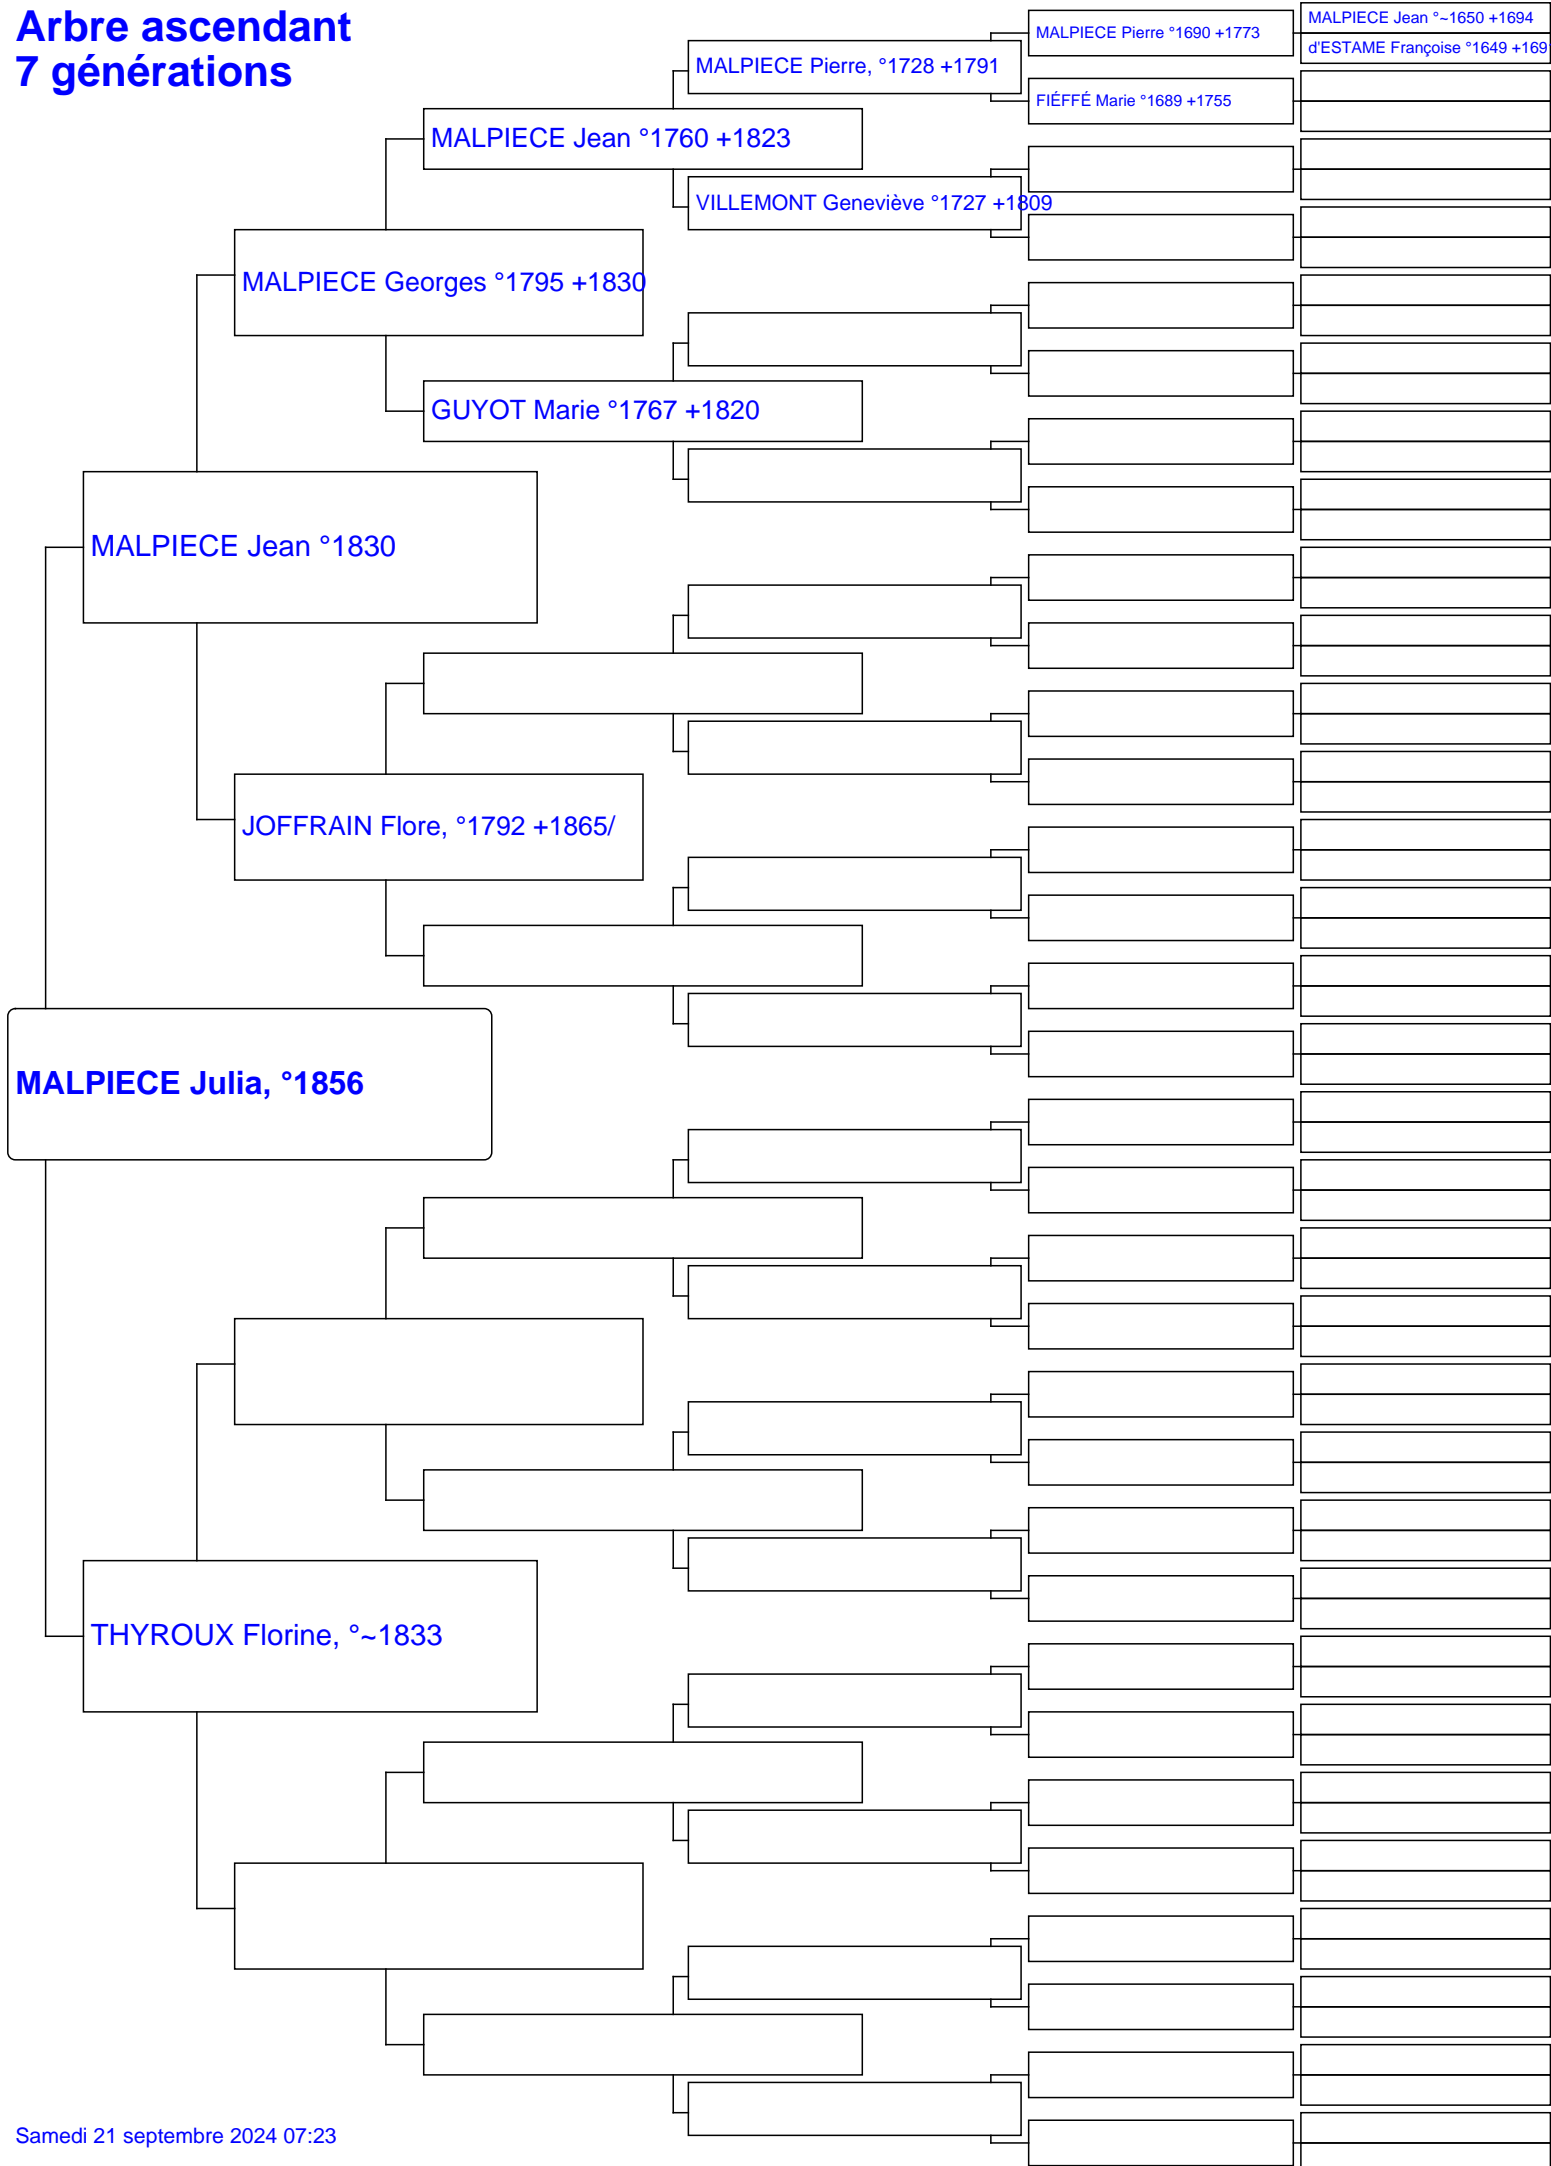 Arbre ascendant
7 générations
MALPIECE Jean °~1650 +1694
MALPIECE Pierre °1690 +1773
d'ESTAME Françoise °1649 +169
MALPIECE Pierre, °1728 +1791
FIÉFFÉ Marie °1689 +1755
MALPIECE Jean °1760 +1823
VILLEMONT Geneviève °1727 +1809
MALPIECE Georges °1795 +1830
GUYOT Marie °1767 +1820
MALPIECE Jean °1830
JOFFRAIN Flore, °1792 +1865/
MALPIECE Julia, °1856
THYROUX Florine, °~1833
Samedi 21 septembre 2024 07:23